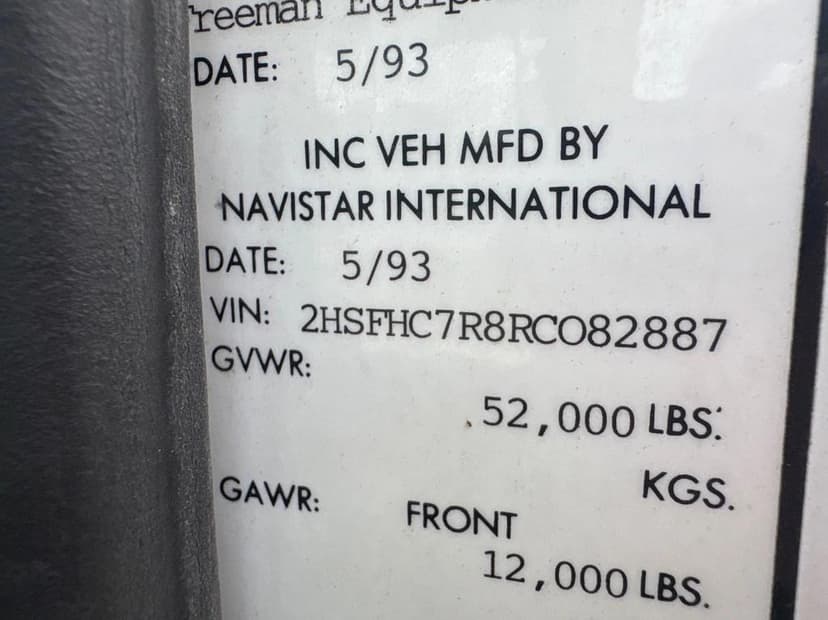 reeman Equip
DATE: 5/93
INC VEH MFD BY
NAVISTAR INTERNATIONAL
DATE: 5/93
VIN: 2HSFHC7R8RC082887
GVWR:
52,000 LBS.
KGS.
GAWR:
FRONT
12,000 LBS.